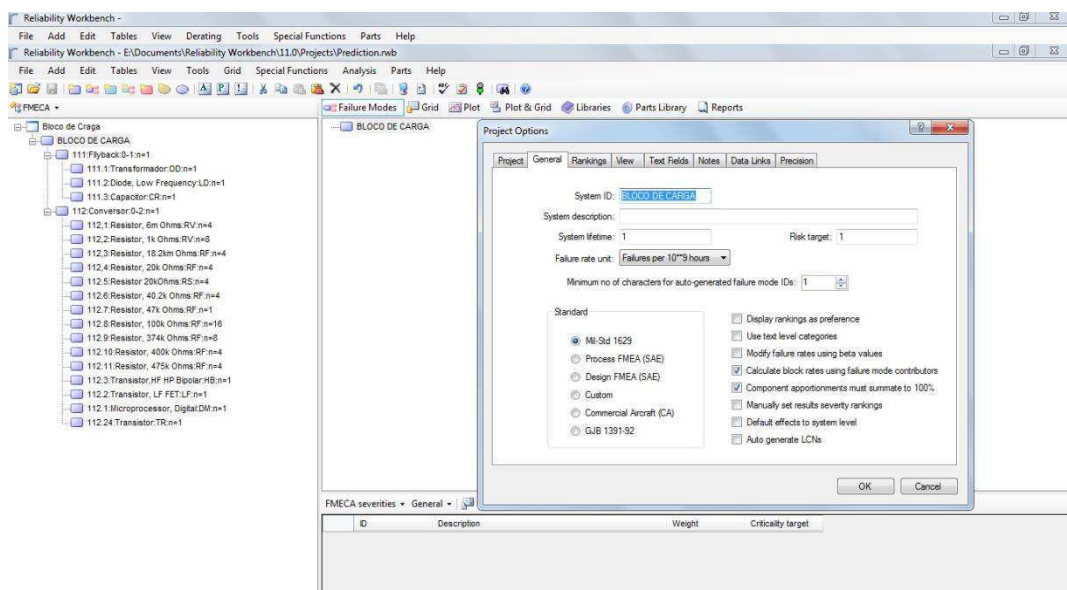 Reliability Workbench -
File Add Edit Tables View Derating Tools Special Functions Parts Help
Reliability Workbench - E:\Documents\Reliability Workbench\11.0\Projects\Prediction.rwb
File Add Edit Tables View Tools Grid Special Functions Analysis Parts Help
FMECA
Failure Modes Grid Plot Plot & Grid Libraries Parts Library Reports
Bloco de Craga
BLOCO DE CARGA
111:Flyback:0-1:n=1
111.1:Transformador:OD:n=1
111.2:Diode, Low Frequency:LD:n=1
111.3:Capacitor:CR:n=1
112:Conversor:0-2:n=1
112,1:Resistor, 6m Ohms:RV:n=4
112,2:Resistor, 1k Ohms:RV:n=8
112,3:Resistor, 18.2km Ohms:RF:n=4
112,4:Resistor, 20k Ohms:RF:n=4
112.5:Resistor 20kOhms:RS:n=4
112.6:Resistor, 40.2k Ohms:RF:n=4
112.7:Resistor, 47k Ohms:RF:n=1
112.8:Resistor, 100k Ohms:RF:n=16
112.9:Resistor, 374k Ohms:RF:n=8
112.10:Resistor, 400k Ohms:RF:n=4
112.11:Resistor, 475k Ohms:RF:n=4
112.3:Transistor,HF HP Bipolar:HB:n=1
112.2:Transistor, LF FET:LF:n=1
112.1:Microprocessor, Digital:DM:n=1
112.24:Transistor:TR:n=1
BLOCO DE CARGA
Project Options
Project General Rankings View Text Fields Notes Data Links Precision
System ID: BLOCO DE CARGA
System description:
System lifetime: 1 Risk target: 1
Failure rate unit: Failures per 10**9 hours
Minimum no of characters for auto-generated failure mode IDs: 1
Standard
Mil-Std 1629
Process FMEA (SAE)
Design FMEA (SAE)
Custom
Commercial Aircraft (CA)
GJB 1391-92
Display rankings as preference
Use text level categories
Modify failure rates using beta values
Calculate block rates using failure mode contributors
Component apportionments must summate to 100%
Manually set results severity rankings
Default effects to system level
Auto generate LCNs
OK Cancel
FMECA severities General
ID Description Weight Criticality target